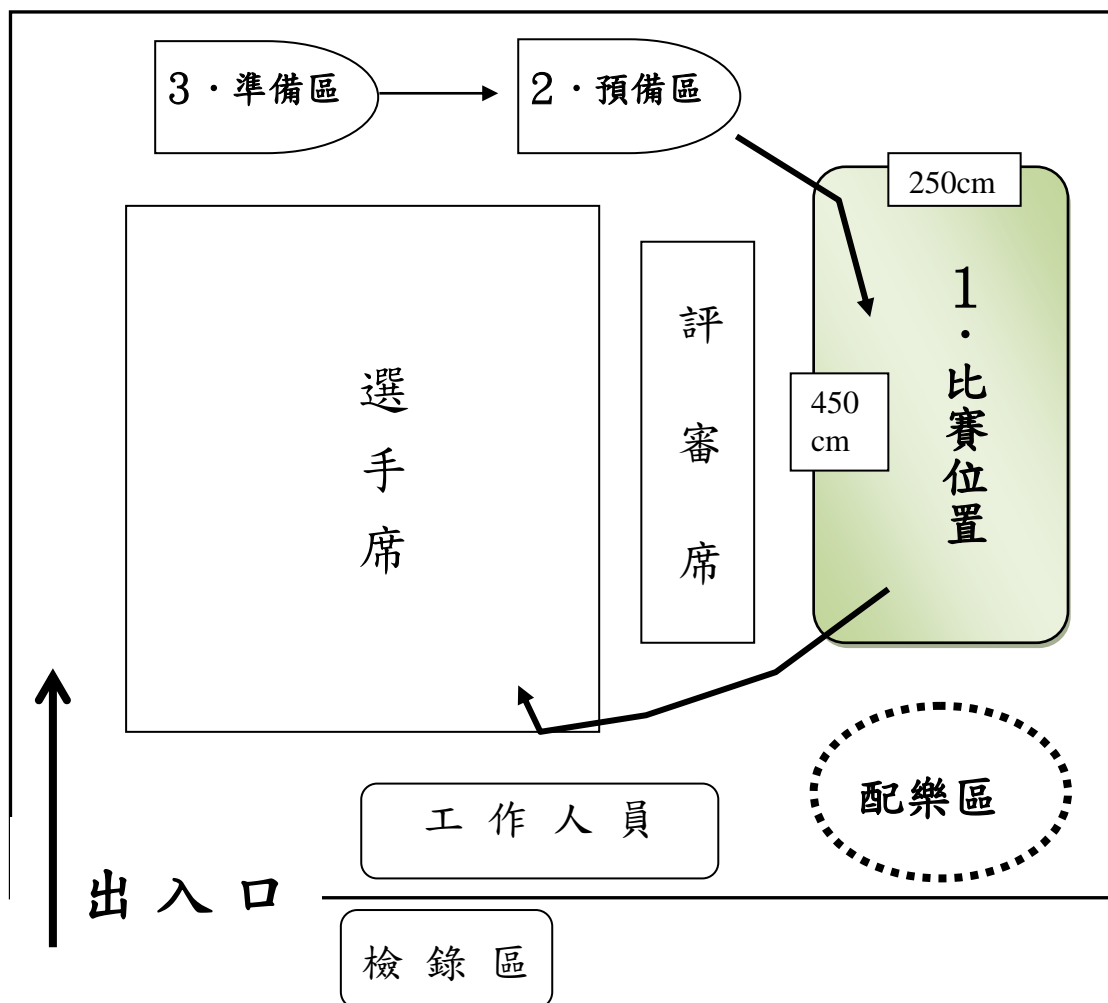 3．準備區
2．預備區
250cm
1．比賽位置
評審席
選手席
450
cm
配樂區
工作人員
出入口
檢錄區